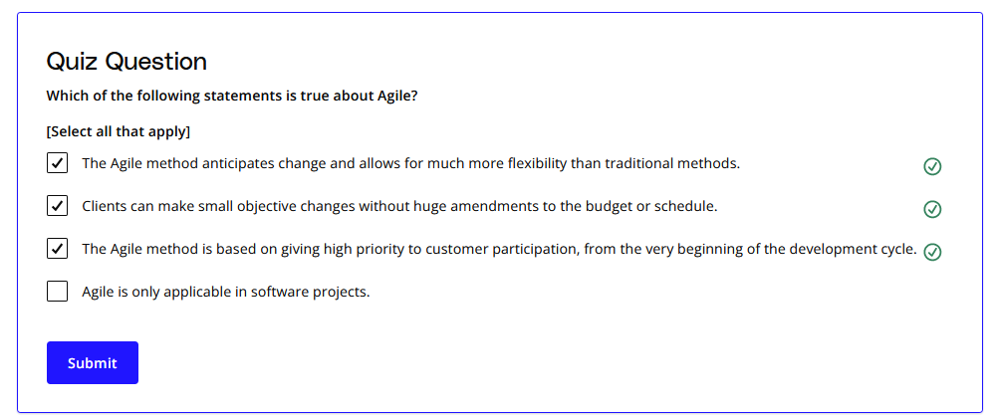 Quiz Question
Which of the following statements is true about Agile?
[Select all that apply]
The Agile method anticipates change and allows for much more flexibility than traditional methods.
Clients can make small objective changes without huge amendments to the budget or schedule.
The Agile method is based on giving high priority to customer participation, from the very beginning of the development cycle.
Agile is only applicable in software projects.
Submit